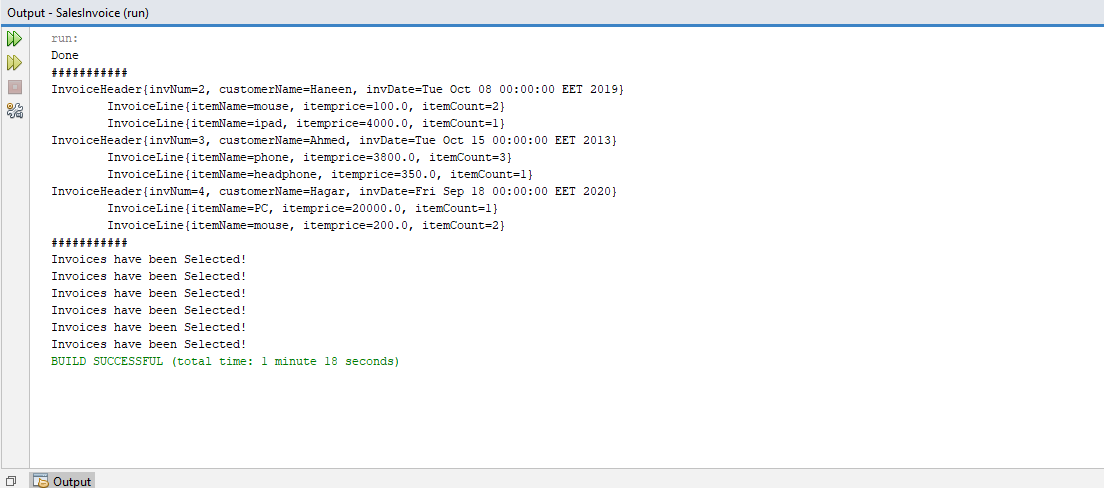 Output - SalesInvoice (run)
run:
Done
###########
InvoiceHeader{invNum=2, customerName=Haneen, invDate=Tue Oct 08 00:00:00 EET 2019}
        InvoiceLine{itemName=mouse, itemprice=100.0, itemCount=2}
        InvoiceLine{itemName=ipad, itemprice=4000.0, itemCount=1}
InvoiceHeader{invNum=3, customerName=Ahmed, invDate=Tue Oct 15 00:00:00 EET 2013}
        InvoiceLine{itemName=phone, itemprice=3800.0, itemCount=3}
        InvoiceLine{itemName=headphone, itemprice=350.0, itemCount=1}
InvoiceHeader{invNum=4, customerName=Hagar, invDate=Fri Sep 18 00:00:00 EET 2020}
        InvoiceLine{itemName=PC, itemprice=20000.0, itemCount=1}
        InvoiceLine{itemName=mouse, itemprice=200.0, itemCount=2}
###########
Invoices have been Selected!
Invoices have been Selected!
Invoices have been Selected!
Invoices have been Selected!
Invoices have been Selected!
Invoices have been Selected!
BUILD SUCCESSFUL (total time: 1 minute 18 seconds)
Output